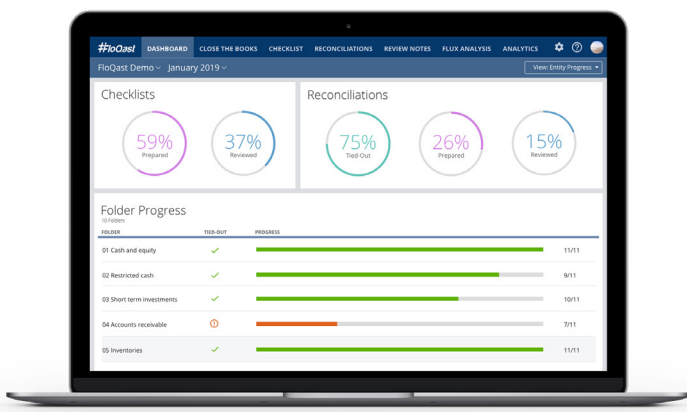 FloQast DASHBOARD CLOSE THE BOOKS CHECKLIST RECONCILIATIONS REVIEW NOTES FLUX ANALYSIS ANALYTICS
FloQast Demo January 2019 View: Entity Progress
Checklists
59%
Prepared
37%
Reviewed
Reconciliations
75%
Tied-Out
26%
Prepared
15%
Reviewed
Folder Progress
10 Folders
FOLDER TIED-OUT PROGRESS
01 Cash and equity 11/11
02 Restricted cash 9/11
03 Short term investments 10/11
04 Accounts receivable 7/11
05 Inventories 11/11